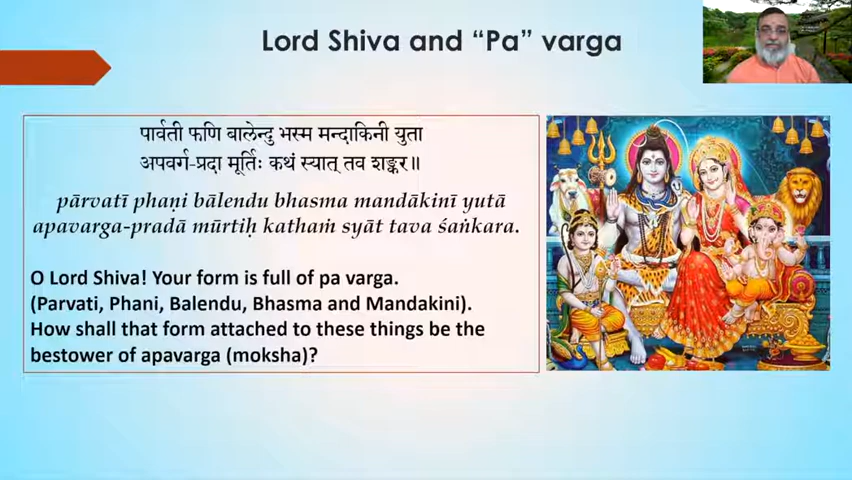 Lord Shiva and “Pa” varga
पार्वती फणि बालेन्दु भस्म मन्दाकिनी युता
अपवर्ग-प्रदा मूर्तिः कथं स्यात् तव शङ्कर॥
pārvatī phaṇi bālendu bhasma mandākinī yutā
apavarga-pradā mūrtiḥ kathaṁ syāt tava śaṅkara.
O Lord Shiva! Your form is full of pa varga.
(Parvati, Phani, Balendu, Bhasma and Mandakini).
How shall that form attached to these things be the
bestower of apavarga (moksha)?